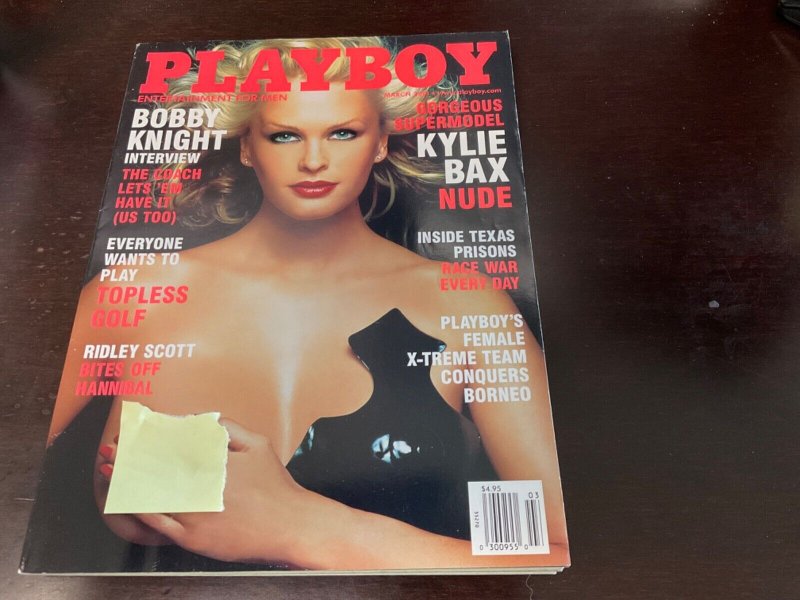 PLAYBOY
ENTERTAINMENT FOR MEN
MARCH
BOBBY
KNIGHT
INTERVIEW
THE COACH
LETS 'EM
HAVE IT
(US TOO)
EVERYONE
WANTS TO
PLAY
TOPLESS
GOLF
RIDLEY SCOTT
BITES OFF
HANNIBAL
GORGEOUS
SUPERMODEL
KYLIE
BAX
NUDE
INSIDE TEXAS
PRISONS
RACE WAR
EVERY DAY
PLAYBOY'S
FEMALE
X-TREME TEAM
CONQUERS
BORNEO
$4.95
03
0 300955 0